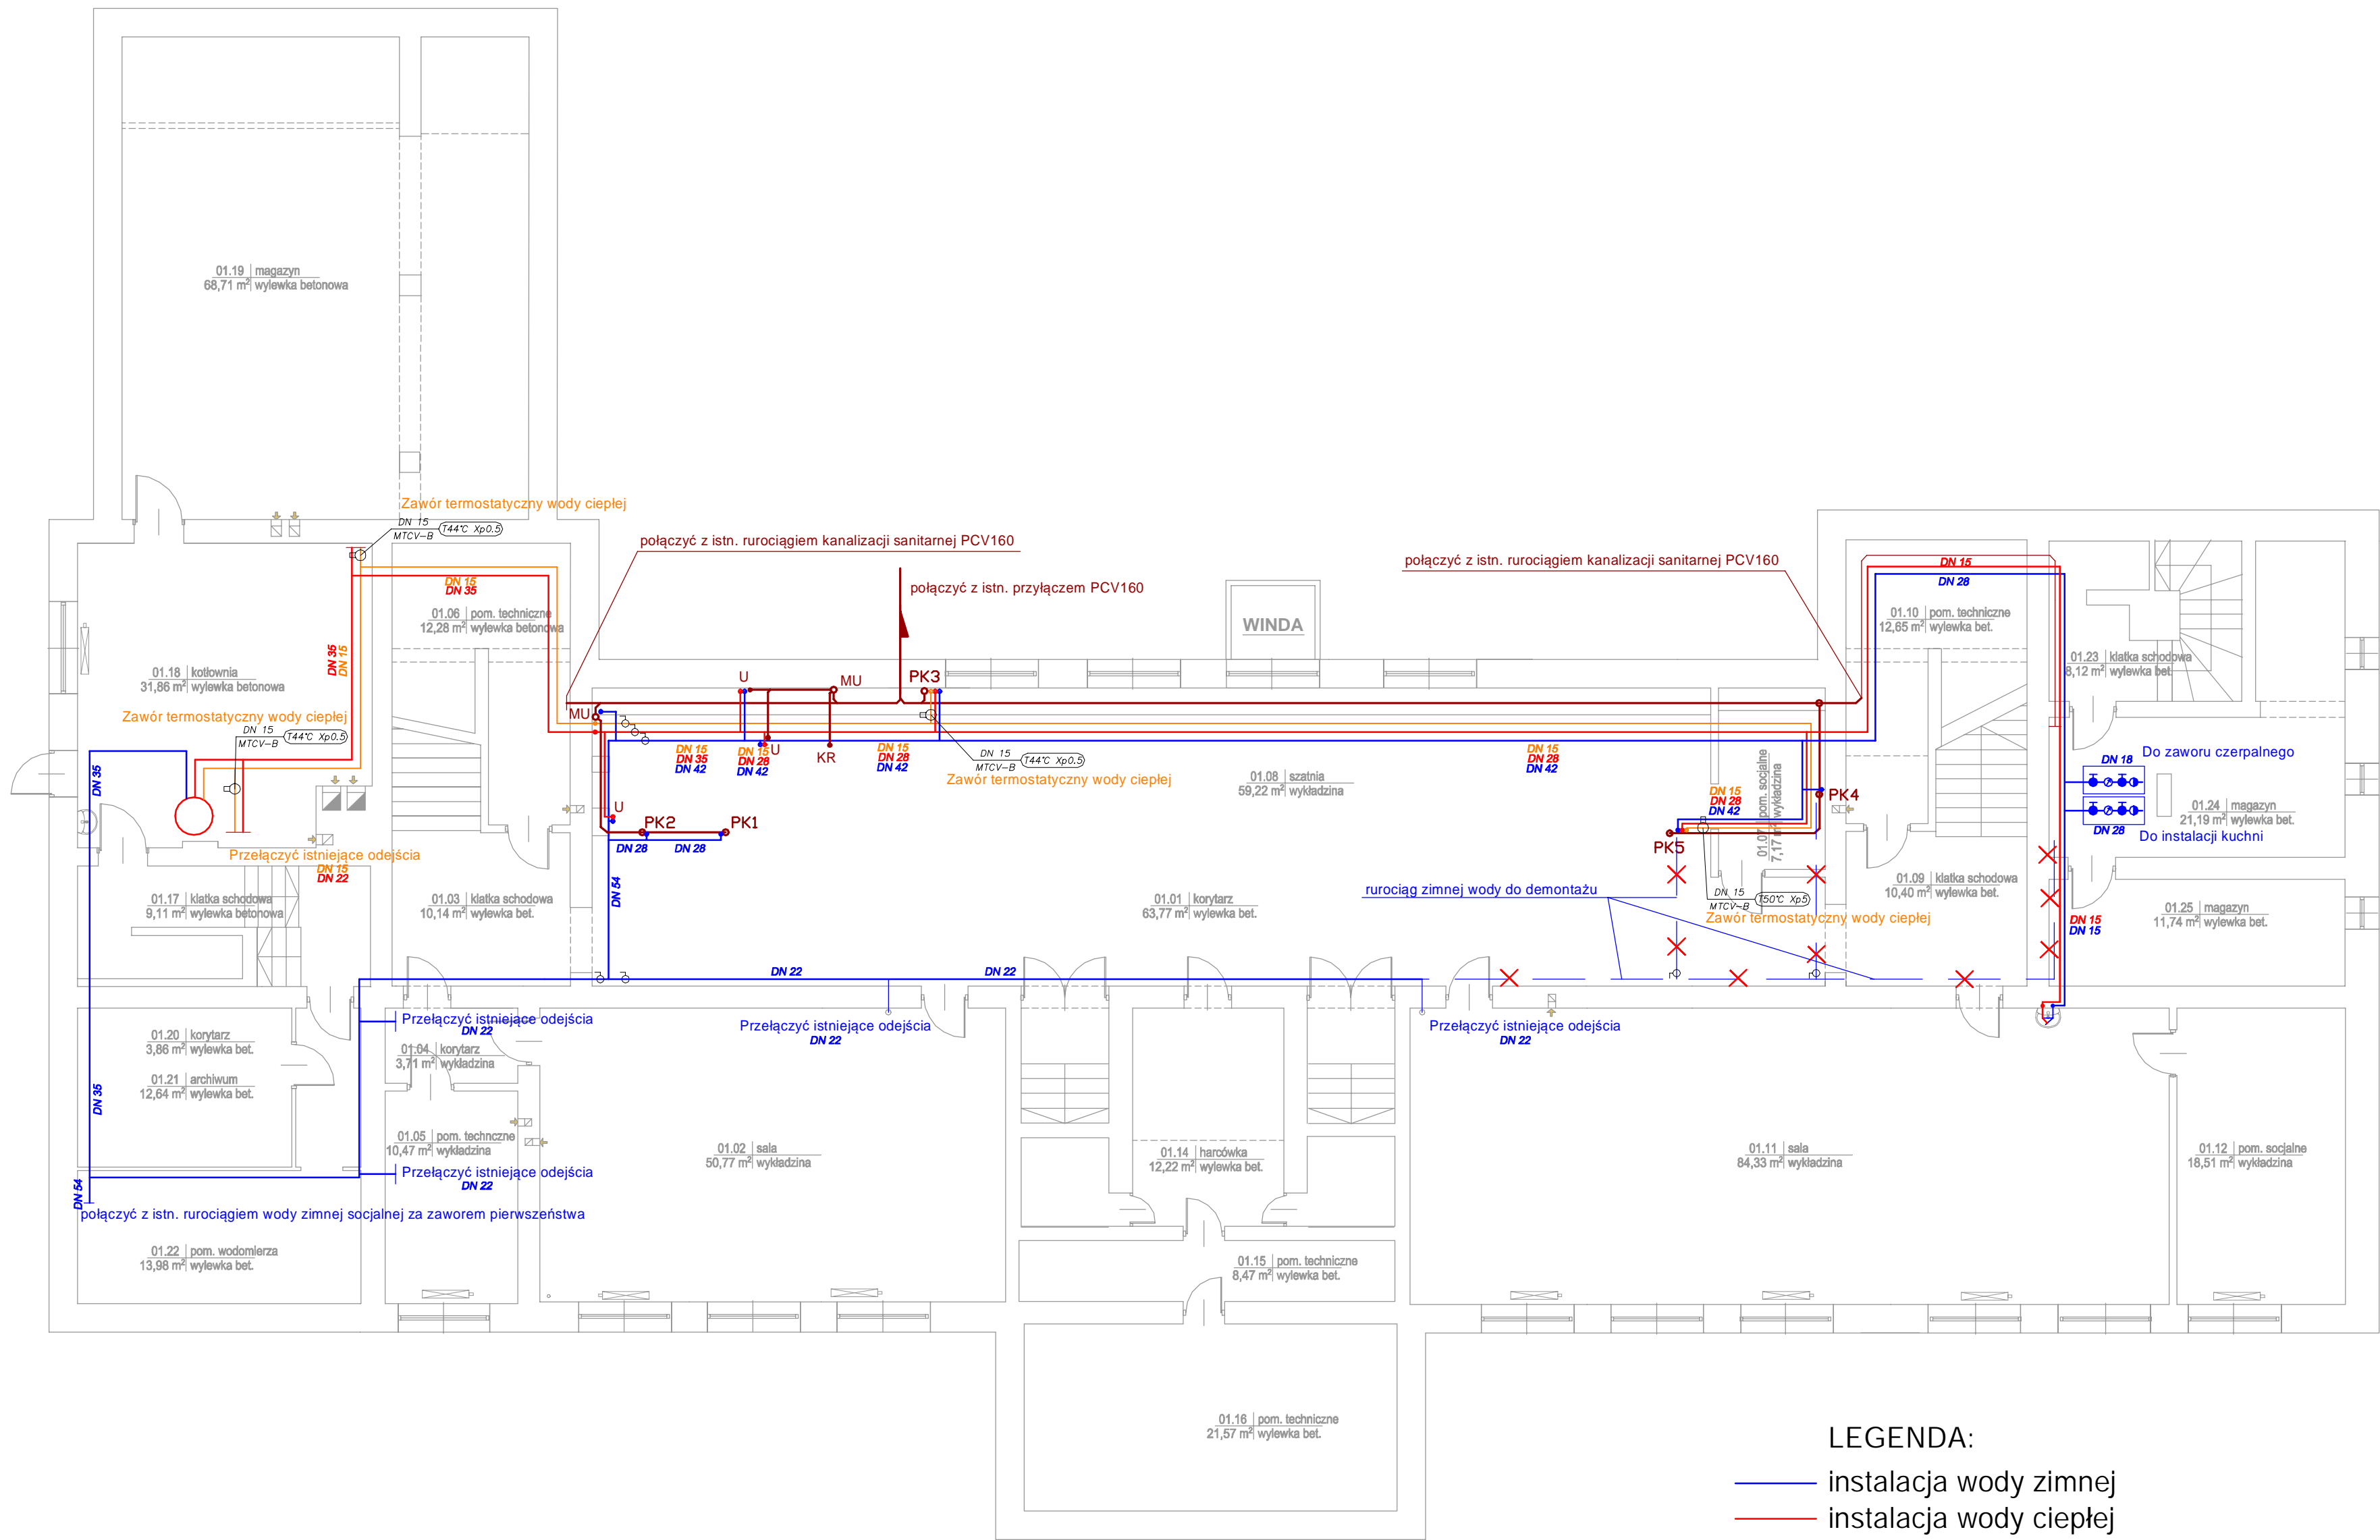 01.19 magazyn
68,71 m² wylewka betonowa
Zawór termostatyczny wody ciepłej
DN 15
MTCV-B
T44°C Xp0.5
połączyć z istn. rurociągiem kanalizacji sanitarnej PCV160
połączyć z istn. przyłączem PCV160
połączyć z istn. rurociągiem kanalizacji sanitarnej PCV160
DN 15
DN 28
DN 15
DN 35
01.06 pom. techniczne
12,28 m² wylewka betonowa
WINDA
01.10 pom. techniczne
12,65 m² wylewka bet.
01.23 klatka schodowa
8,12 m² wylewka bet.
DN 35
DN 15
01.18 kotłownia
31,86 m² wylewka betonowa
U
MU
PK3
MU
Zawór termostatyczny wody ciepłej
DN 15
MTCV-B
T44°C Xp0.5
DN 35
DN 15
DN 35
DN 42
DN 15
DN 28
DN 42
U
KR
DN 15
DN 28
DN 42
DN 15
MTCV-B
T44°C Xp0.5
Zawór termostatyczny wody ciepłej
DN 15
DN 28
DN 42
01.08 szatnia
59,22 m² wykładzina
01.07 pom. socjalne
7,17 m² wykładzina
Do zaworu czerpalnego
DN 18
DN 15
DN 28
DN 42
PK4
01.24 magazyn
21,19 m² wylewka bet.
DN 28
Do instalacji kuchni
U
PK2
PK1
DN 28
DN 28
PK5
Przełączyć istniejące odejścia
DN 15
DN 22
DN 54
rurociąg zimnej wody do demontażu
DN 15
MTCV-B
T50°C Xp5
Zawór termostatyczny wody ciepłej
01.17 klatka schodowa
9,11 m² wylewka betonowa
01.03 klatka schodowa
10,14 m² wylewka bet.
01.01 korytarz
63,77 m² wylewka bet.
01.09 klatka schodowa
10,40 m² wylewka bet.
01.25 magazyn
11,74 m² wylewka bet.
DN 15
DN 15
DN 22
DN 22
Przełączyć istniejące odejścia
DN 22
Przełączyć istniejące odejścia
DN 22
Przełączyć istniejące odejścia
DN 22
01.20 korytarz
3,86 m² wylewka bet.
01.04 korytarz
3,71 m² wykładzina
01.21 archiwum
12,64 m² wylewka bet.
DN 35
01.05 pom. technczne
10,47 m² wykładzina
01.02 sala
50,77 m² wykładzina
01.14 harcówka
12,22 m² wylewka bet.
01.11 sala
84,33 m² wykładzina
01.12 pom. socjalne
18,51 m² wykładzina
Przełączyć istniejące odejścia
DN 22
DN 54
połączyć z istn. rurociągiem wody zimnej socjalnej za zaworem pierwszeństwa
01.22 pom. wodomierza
13,98 m² wylewka bet.
01.15 pom. techniczne
8,47 m² wylewka bet.
01.16 pom. techniczne
21,57 m² wylewka bet.
LEGENDA:
instalacja wody zimnej
instalacja wody ciepłej